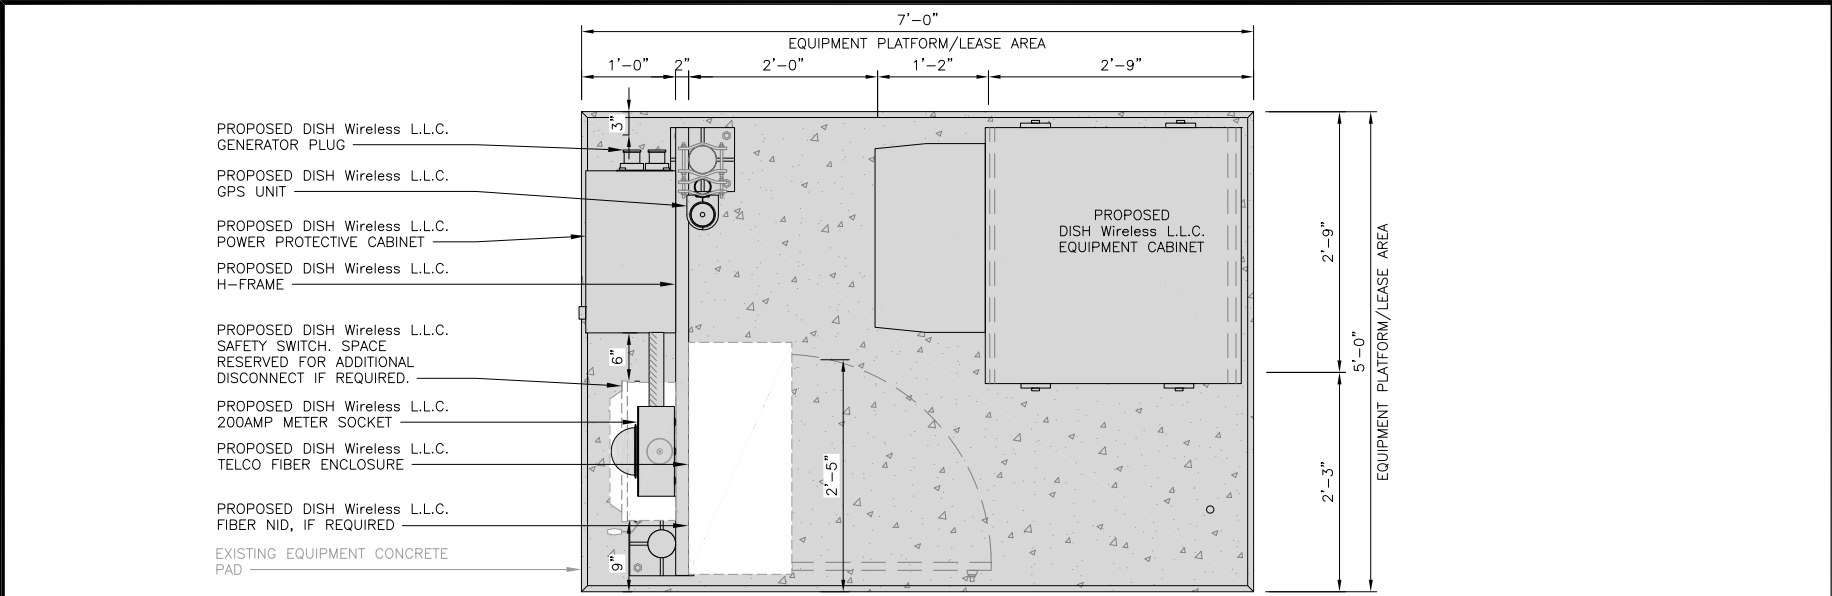 7'-0"
EQUIPMENT PLATFORM/LEASE AREA
1'-0"
2"
2'-0"
1'-2"
2'-9"
3"
PROPOSED DISH Wireless L.L.C.
GENERATOR PLUG
PROPOSED DISH Wireless L.L.C.
GPS UNIT
PROPOSED DISH Wireless L.L.C.
POWER PROTECTIVE CABINET
PROPOSED DISH Wireless L.L.C.
H-FRAME
PROPOSED DISH Wireless L.L.C.
SAFETY SWITCH. SPACE
RESERVED FOR ADDITIONAL
DISCONNECT IF REQUIRED.
PROPOSED DISH Wireless L.L.C.
200AMP METER SOCKET
PROPOSED DISH Wireless L.L.C.
TELCO FIBER ENCLOSURE
PROPOSED DISH Wireless L.L.C.
FIBER NID, IF REQUIRED
EXISTING EQUIPMENT CONCRETE
PAD
6"
9"
2'-5"
PROPOSED
DISH Wireless L.L.C.
EQUIPMENT CABINET
2'-9"
2'-3"
5'-0"
EQUIPMENT PLATFORM/LEASE AREA